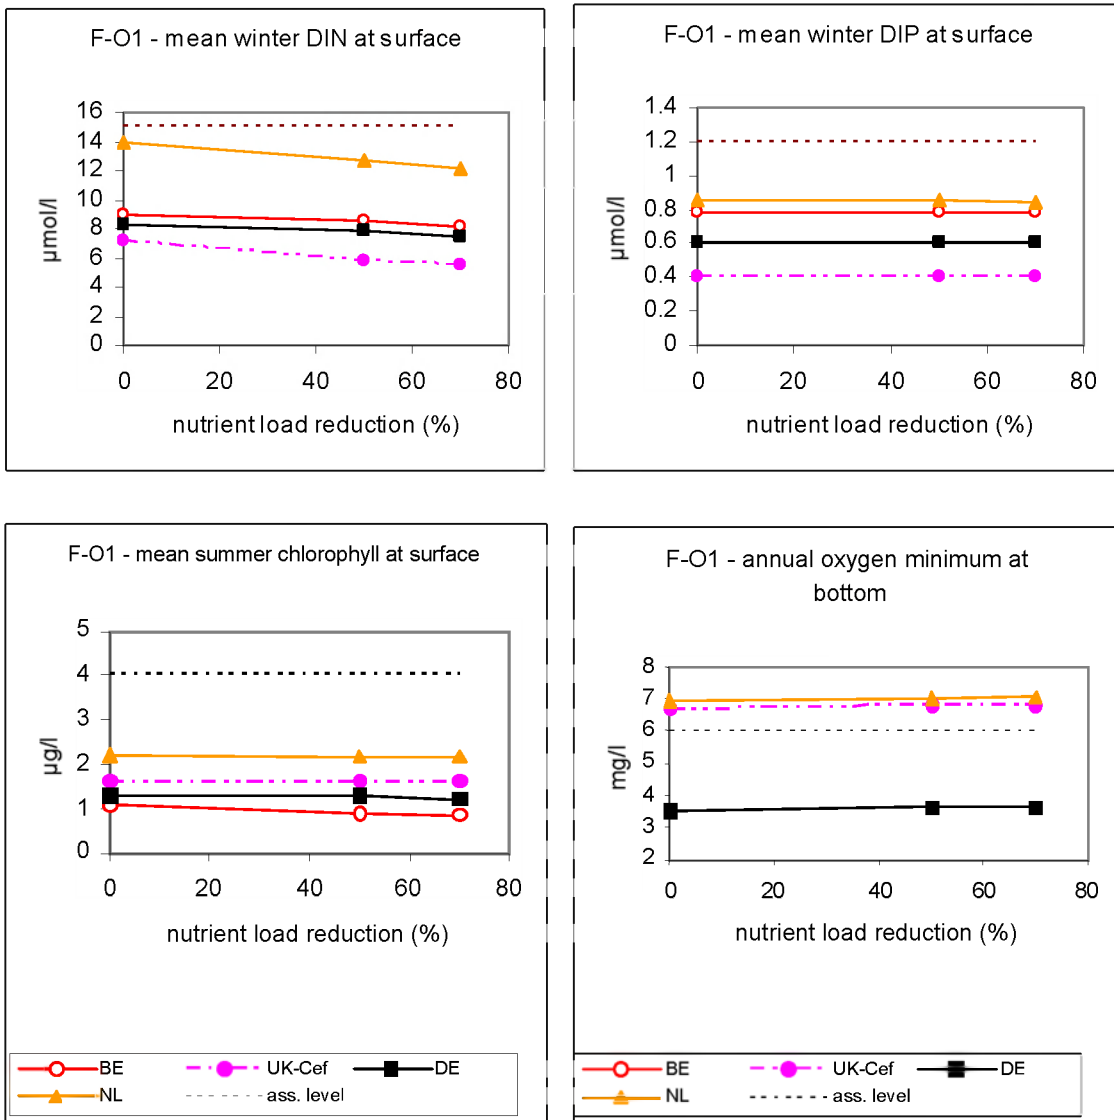 F-O1 - mean winter DIN at surface
16
14
12
10
8
6
4
2
0
µmol/l
0 20 40 60 80
nutrient load reduction (%)
F-O1 - mean winter DIP at surface
1.4
1.2
1
0.8
0.6
0.4
0.2
0
µmol/l
0 20 40 60 80
nutrient load reduction (%)
F-O1 - mean summer chlorophyll at surface
5
4
3
2
1
0
µg/l
0 20 40 60 80
nutrient load reduction (%)
BE UK-Cef DE
NL ass. level
F-O1 - annual oxygen minimum at
bottom
8
7
6
5
4
3
2
mg/l
0 20 40 60 80
nutrient load reduction (%)
BE UK-Cef DE
NL ass. level